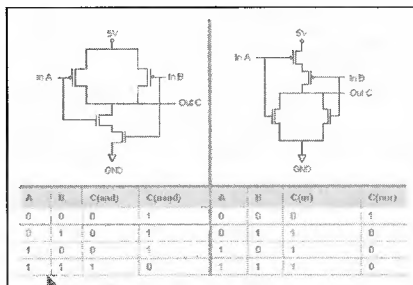 5V
In A
In B
Out C
GND
5V
In A
In B
Out C
GND
A B C(and) C(nand) A B C(or) C(nor)
0 0 0 1 0 0 0 1
0 1 0 1 0 1 1 0
1 0 0 1 1 0 1 0
1 1 1 0 1 1 1 0